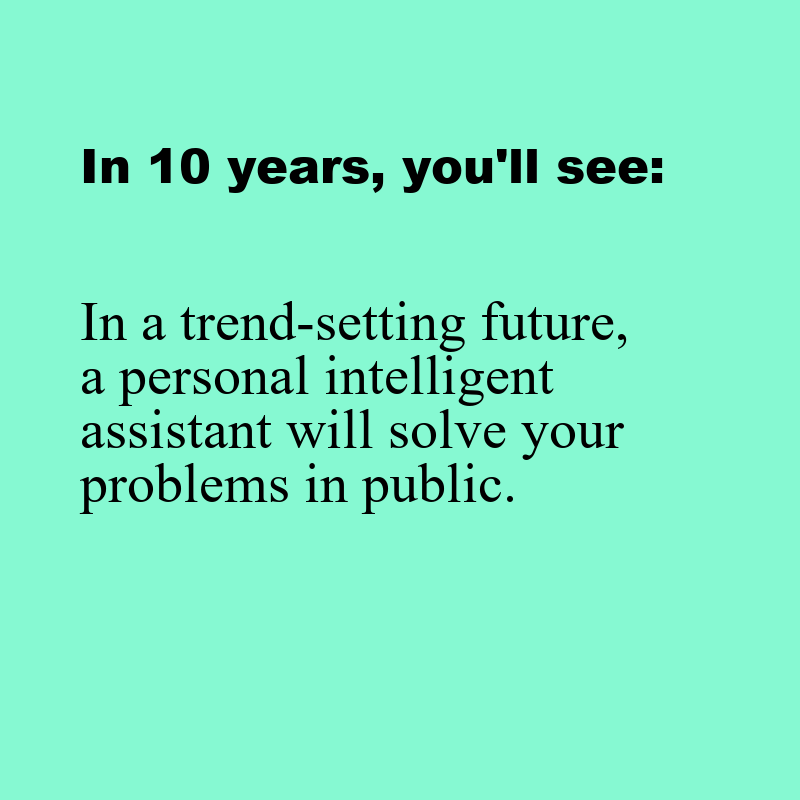 In 10 years, you'll see:
In a trend-setting future,
a personal intelligent
assistant will solve your
problems in public.